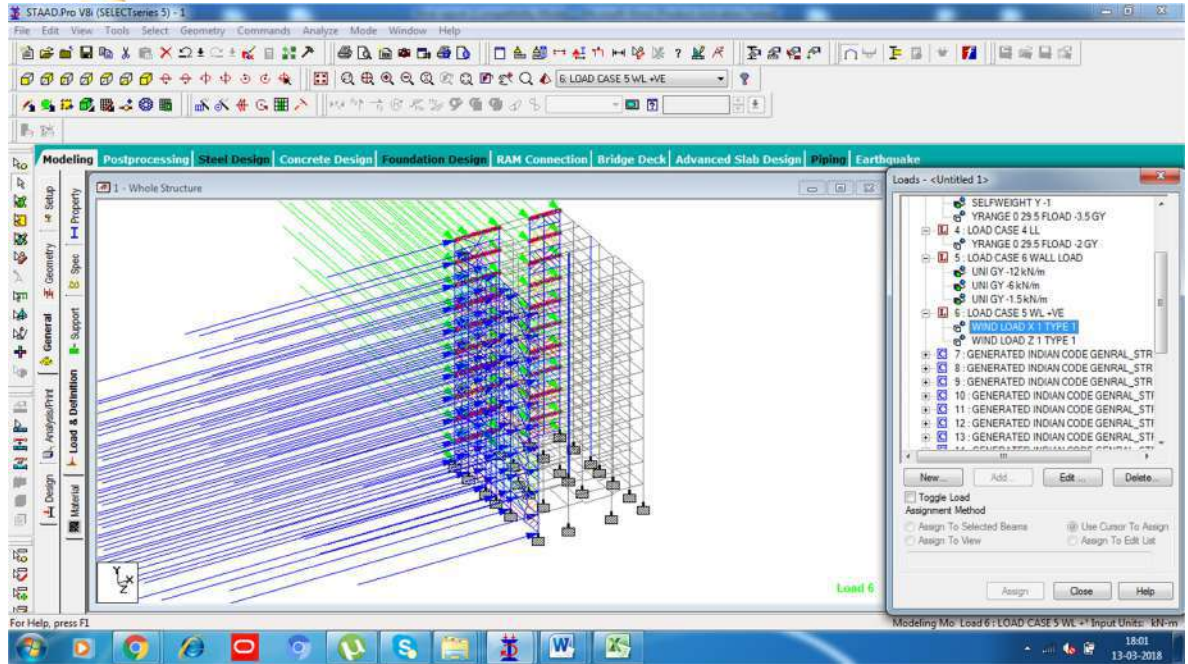 STAAD.Pro V8i (SELECTseries 5) - 1
File Edit View Tools Select Geometry Commands Analyze Mode Window Help
6: LOAD CASE 5 WL +VE
Modeling Postprocessing Steel Design Concrete Design Foundation Design RAM Connection Bridge Deck Advanced Slab Design Piping Earthquake
Setup
Geometry
General
Analysis/Print
Design
Property
Spec
Support
Load & Definition
Material
1 - Whole Structure
Y
X
Z
Load 6
Loads - <Untitled 1>
SELFWEIGHT Y -1
YRANGE 0 29.5 FLOAD -3.5 GY
4 : LOAD CASE 4 LL
YRANGE 0 29.5 FLOAD -2 GY
5 : LOAD CASE 6 WALL LOAD
UNI GY -12 kN/m
UNI GY -6 kN/m
UNI GY -1.5 kN/m
6 : LOAD CASE 5 WL +VE
WIND LOAD X 1 TYPE 1
WIND LOAD Z 1 TYPE 1
7 : GENERATED INDIAN CODE GENRAL_STR
8 : GENERATED INDIAN CODE GENRAL_STR
9 : GENERATED INDIAN CODE GENRAL_STR
10 : GENERATED INDIAN CODE GENRAL_STF
11 : GENERATED INDIAN CODE GENRAL_STF
12 : GENERATED INDIAN CODE GENRAL_STF
13 : GENERATED INDIAN CODE GENRAL_STF
New... Add... Edit ... Delete...
Toggle Load
Assignment Method
Assign To Selected Beams Use Cursor To Assign
Assign To View Assign To Edit List
Assign Close Help
For Help, press F1
Modeling Mo Load 6 : LOAD CASE 5 WL +' Input Units: kN-m
18:01
13-03-2018